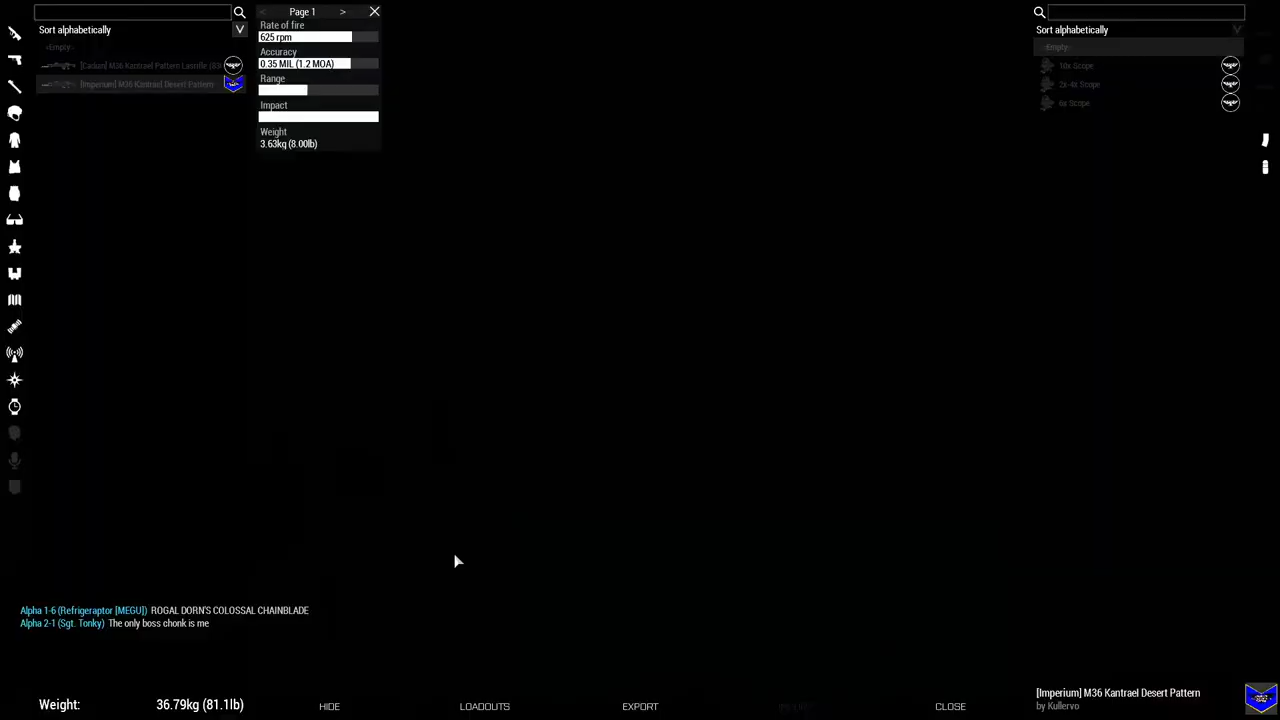 Sort alphabetically
-Empty-
[Cadian] M36 Kantrael Pattern Lasrifle
[Imperium] M36 Kantrael Desert Pattern
< Page 1 >
Rate of fire
625 rpm
Accuracy
0.35 MIL (1.2 MOA)
Range
Impact
Weight
3.63kg (8.00lb)
Sort alphabetically
Empty
10x Scope
2x-4x Scope
6x Scope
Alpha 1-6 (Refrigeraptor [MEGU]) ROGAL DORN'S COLOSSAL CHAINBLADE
Alpha 2-1 (Sgt. Tonky) The only boss chonk is me
Weight: 36.79kg (81.1lb)
HIDE LOADOUTS EXPORT IMPORT CLOSE
[Imperium] M36 Kantrael Desert Pattern
by Kullervo